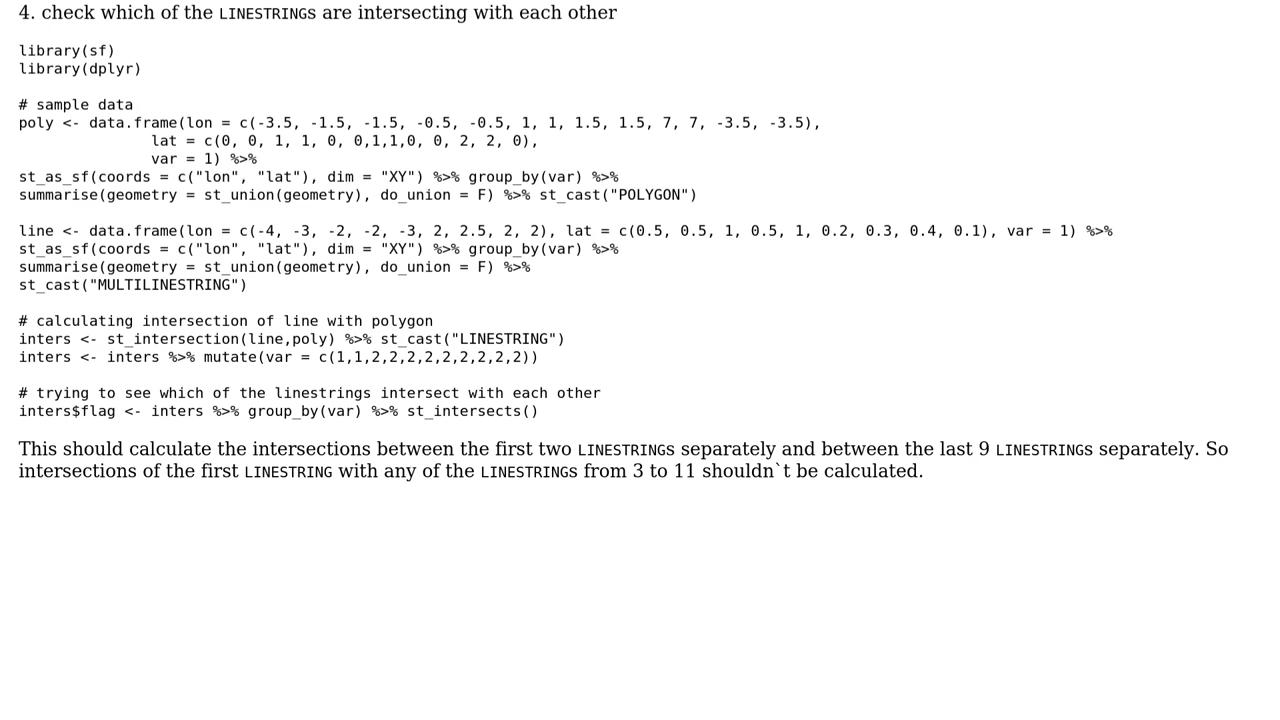 4. check which of the LINESTRINGs are intersecting with each other
library(sf)
library(dplyr)
# sample data
poly <- data.frame(lon = c(-3.5, -1.5, -1.5, -0.5, -0.5, 1, 1, 1.5, 1.5, 7, 7, -3.5, -3.5),
lat = c(0, 0, 1, 1, 0, 0,1,1,0, 0, 2, 2, 0),
var = 1) %>%
st_as_sf(coords = c("lon", "lat"), dim = "XY") %>% group_by(var) %>%
summarise(geometry = st_union(geometry), do_union = F) %>% st_cast("POLYGON")
line <- data.frame(lon = c(-4, -3, -2, -2, -3, 2, 2.5, 2, 2), lat = c(0.5, 0.5, 1, 0.5, 1, 0.2, 0.3, 0.4, 0.1), var = 1) %>%
st_as_sf(coords = c("lon", "lat"), dim = "XY") %>% group_by(var) %>%
summarise(geometry = st_union(geometry), do_union = F) %>%
st_cast("MULTILINESTRING")
# calculating intersection of line with polygon
inters <- st_intersection(line,poly) %>% st_cast("LINESTRING")
inters <- inters %>% mutate(var = c(1,1,2,2,2,2,2,2,2,2,2))
# trying to see which of the linestrings intersect with each other
inters$flag <- inters %>% group_by(var) %>% st_intersects()
This should calculate the intersections between the first two LINESTRINGs separately and between the last 9 LINESTRINGs separately. So
intersections of the first LINESTRING with any of the LINESTRINGs from 3 to 11 shouldn`t be calculated.